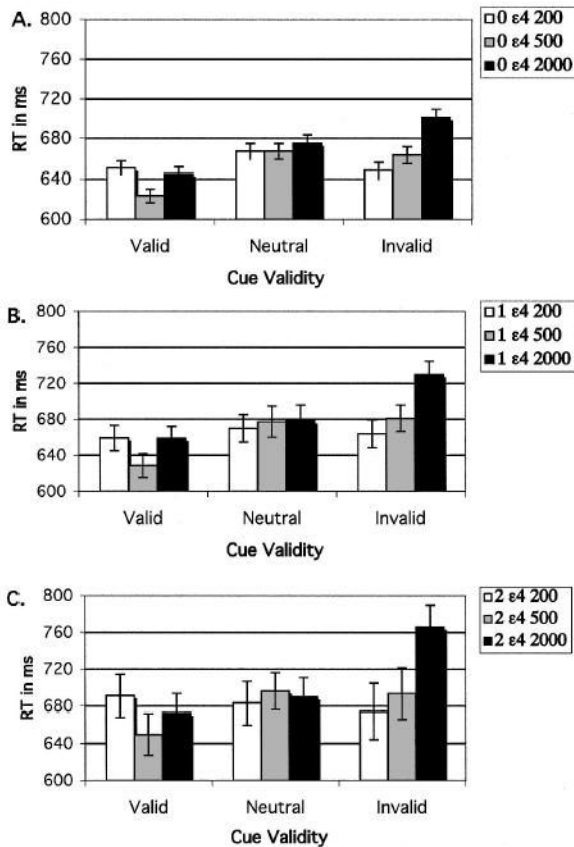 A.
800
760
720
680
640
600
RT in ms
Valid Neutral Invalid
Cue Validity
0 ε4 200
0 ε4 500
0 ε4 2000
B.
800
760
720
680
640
600
RT in ms
Valid Neutral Invalid
Cue Validity
1 ε4 200
1 ε4 500
1 ε4 2000
C.
800
760
720
680
640
600
RT in ms
Valid Neutral Invalid
Cue Validity
2 ε4 200
2 ε4 500
2 ε4 2000